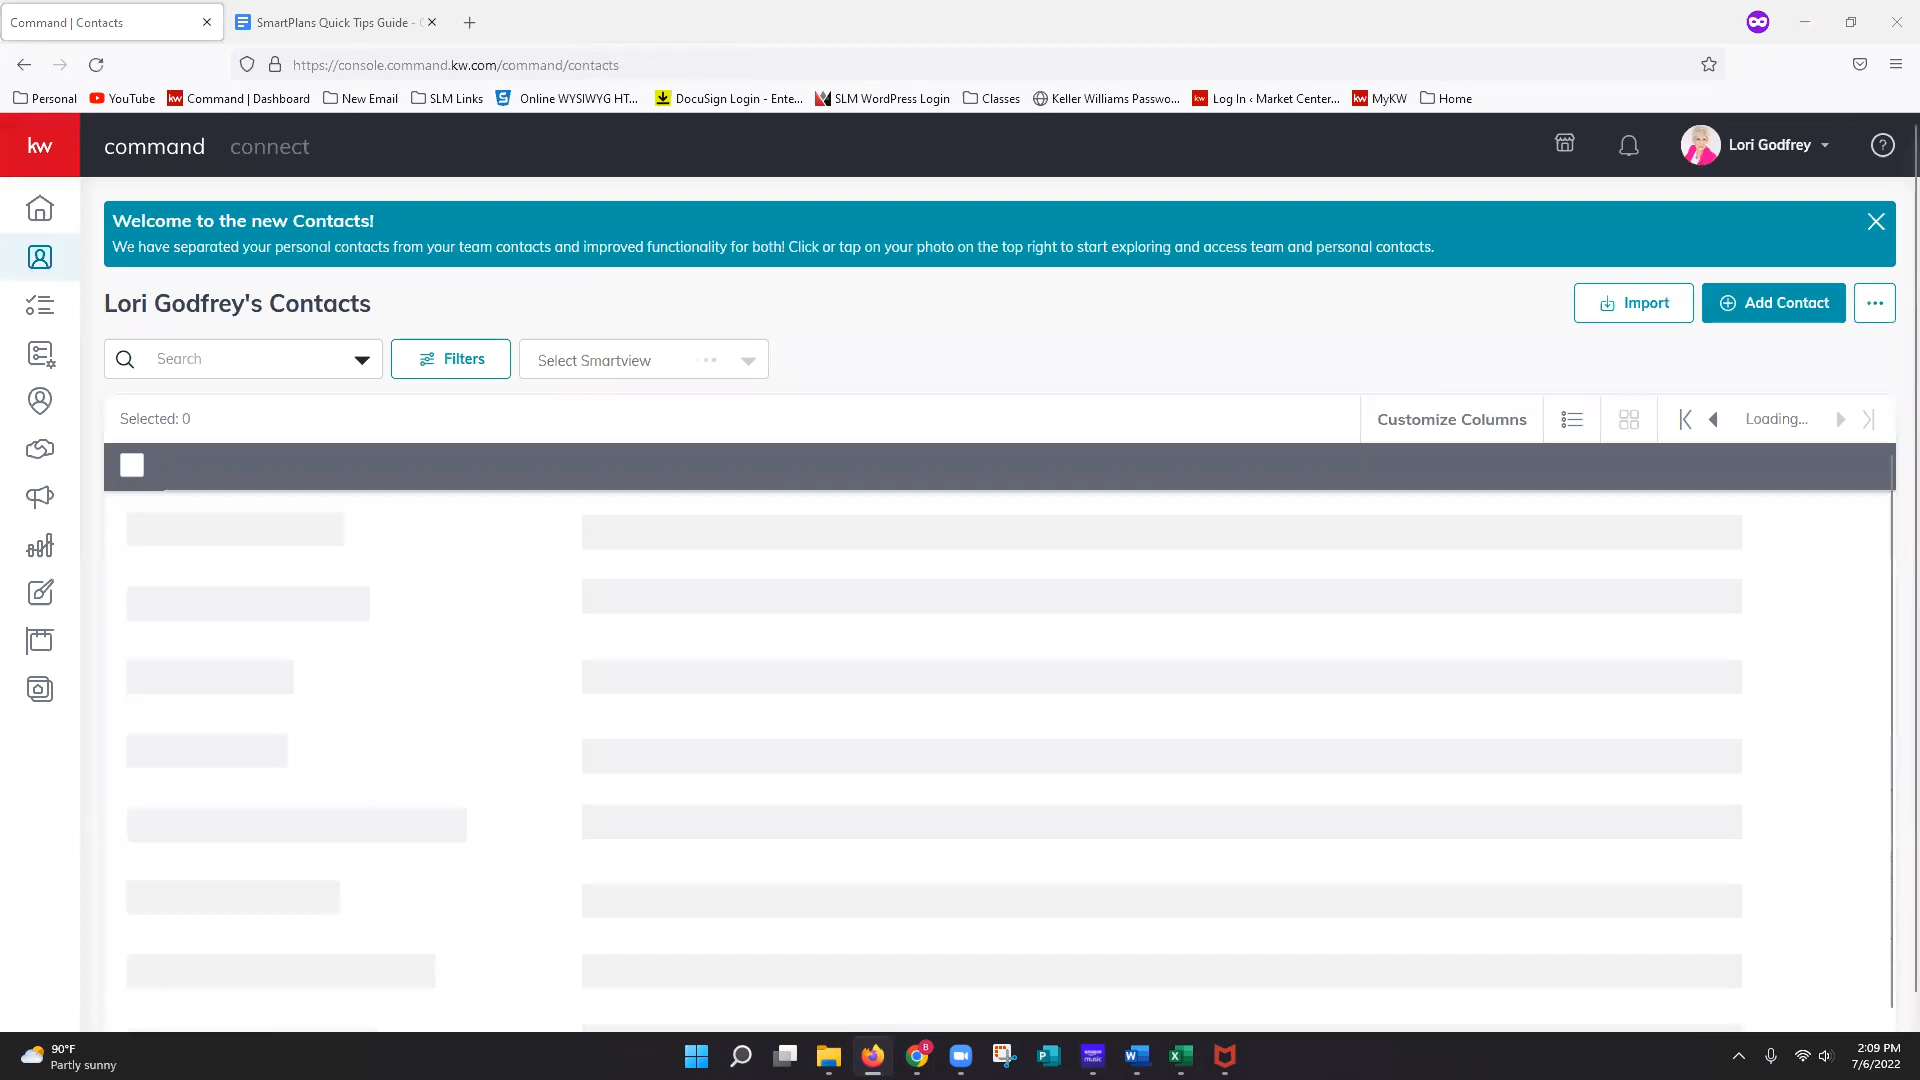 Command | Contacts
SmartPlans Quick Tips Guide -
https://console.command.kw.com/command/contacts
Personal YouTube kw Command | Dashboard New Email SLM Links Online WYSIWYG HT... DocuSign Login - Ente... SLM WordPress Login Classes Keller Williams Passwo... kw Log In ‹ Market Center... kw MyKW Home
kw command connect Lori Godfrey ?
Welcome to the new Contacts!
We have separated your personal contacts from your team contacts and improved functionality for both! Click or tap on your photo on the top right to start exploring and access team and personal contacts.
Lori Godfrey's Contacts
Import Add Contact ...
Search Filters Select Smartview
Selected: 0 Customize Columns Loading...
90°F
Partly sunny
2:09 PM
7/6/2022